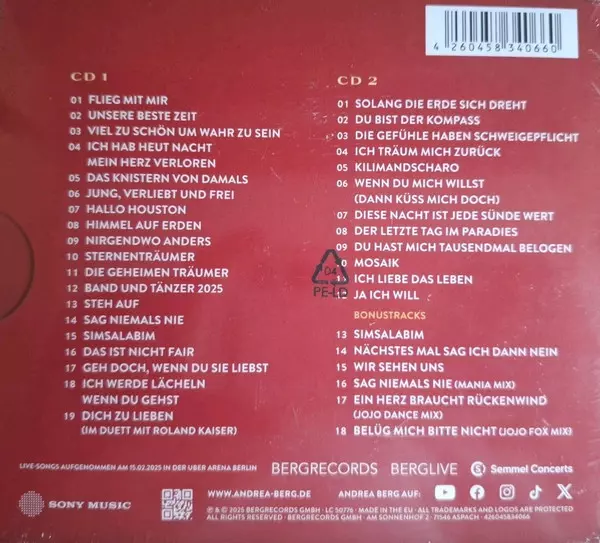 4 260458 340660
CD 1
01 FLIEG MIT MIR
02 UNSERE BESTE ZEIT
03 VIEL ZU SCHÖN UM WAHR ZU SEIN
04 ICH HAB HEUT NACHT
MEIN HERZ VERLOREN
05 DAS KNISTERN VON DAMALS
06 JUNG, VERLIEBT UND FREI
07 HALLO HOUSTON
08 HIMMEL AUF ERDEN
09 NIRGENDWO ANDERS
10 STERNENTRÄUMER
11 DIE GEHEIMEN TRÄUMER
12 BAND UND TÄNZER 2025
13 STEH AUF
14 SAG NIEMALS NIE
15 SIMSALABIM
16 DAS IST NICHT FAIR
17 GEH DOCH, WENN DU SIE LIEBST
18 ICH WERDE LÄCHELN
WENN DU GEHST
19 DICH ZU LIEBEN
(IM DUETT MIT ROLAND KAISER)
CD 2
01 SOLANG DIE ERDE SICH DREHT
02 DU BIST DER KOMPASS
03 DIE GEFÜHLE HABEN SCHWEIGEPFLICHT
04 ICH TRÄUM MICH ZURÜCK
05 KILIMANDSCHARO
06 WENN DU MICH WILLST
(DANN KÜSS MICH DOCH)
07 DIESE NACHT IST JEDE SÜNDE WERT
08 DER LETZTE TAG IM PARADIES
09 DU HAST MICH TAUSENDMAL BELOGEN
10 MOSAIK
11 ICH LIEBE DAS LEBEN
12 JA ICH WILL
BONUSTRACKS
13 SIMSALABIM
14 NÄCHSTES MAL SAG ICH DANN NEIN
15 WIR SEHEN UNS
16 SAG NIEMALS NIE (MANIA MIX)
17 EIN HERZ BRAUCHT RÜCKENWIND
(JOJO DANCE MIX)
18 BELÜG MICH BITTE NICHT (JOJO FOX MIX)
04
PE-LD
LIVE-SONGS AUFGENOMMEN AM 15.02.2025 IN DER UBER ARENA BERLIN
BERGRECORDS BERGLIVE Semmel Concerts
SONY MUSIC
WWW.ANDREA-BERG.DE
ANDREA BERG AUF:
℗ & © 2025 BERGRECORDS GMBH · LC 50776 · MADE IN THE EU · ALL TRADEMARKS AND LOGOS ARE PROTECTED
ALL RIGHTS RESERVED · BERGRECORDS GMBH · AM SONNENHOF 2 · 71546 ASPACH · 426045834066